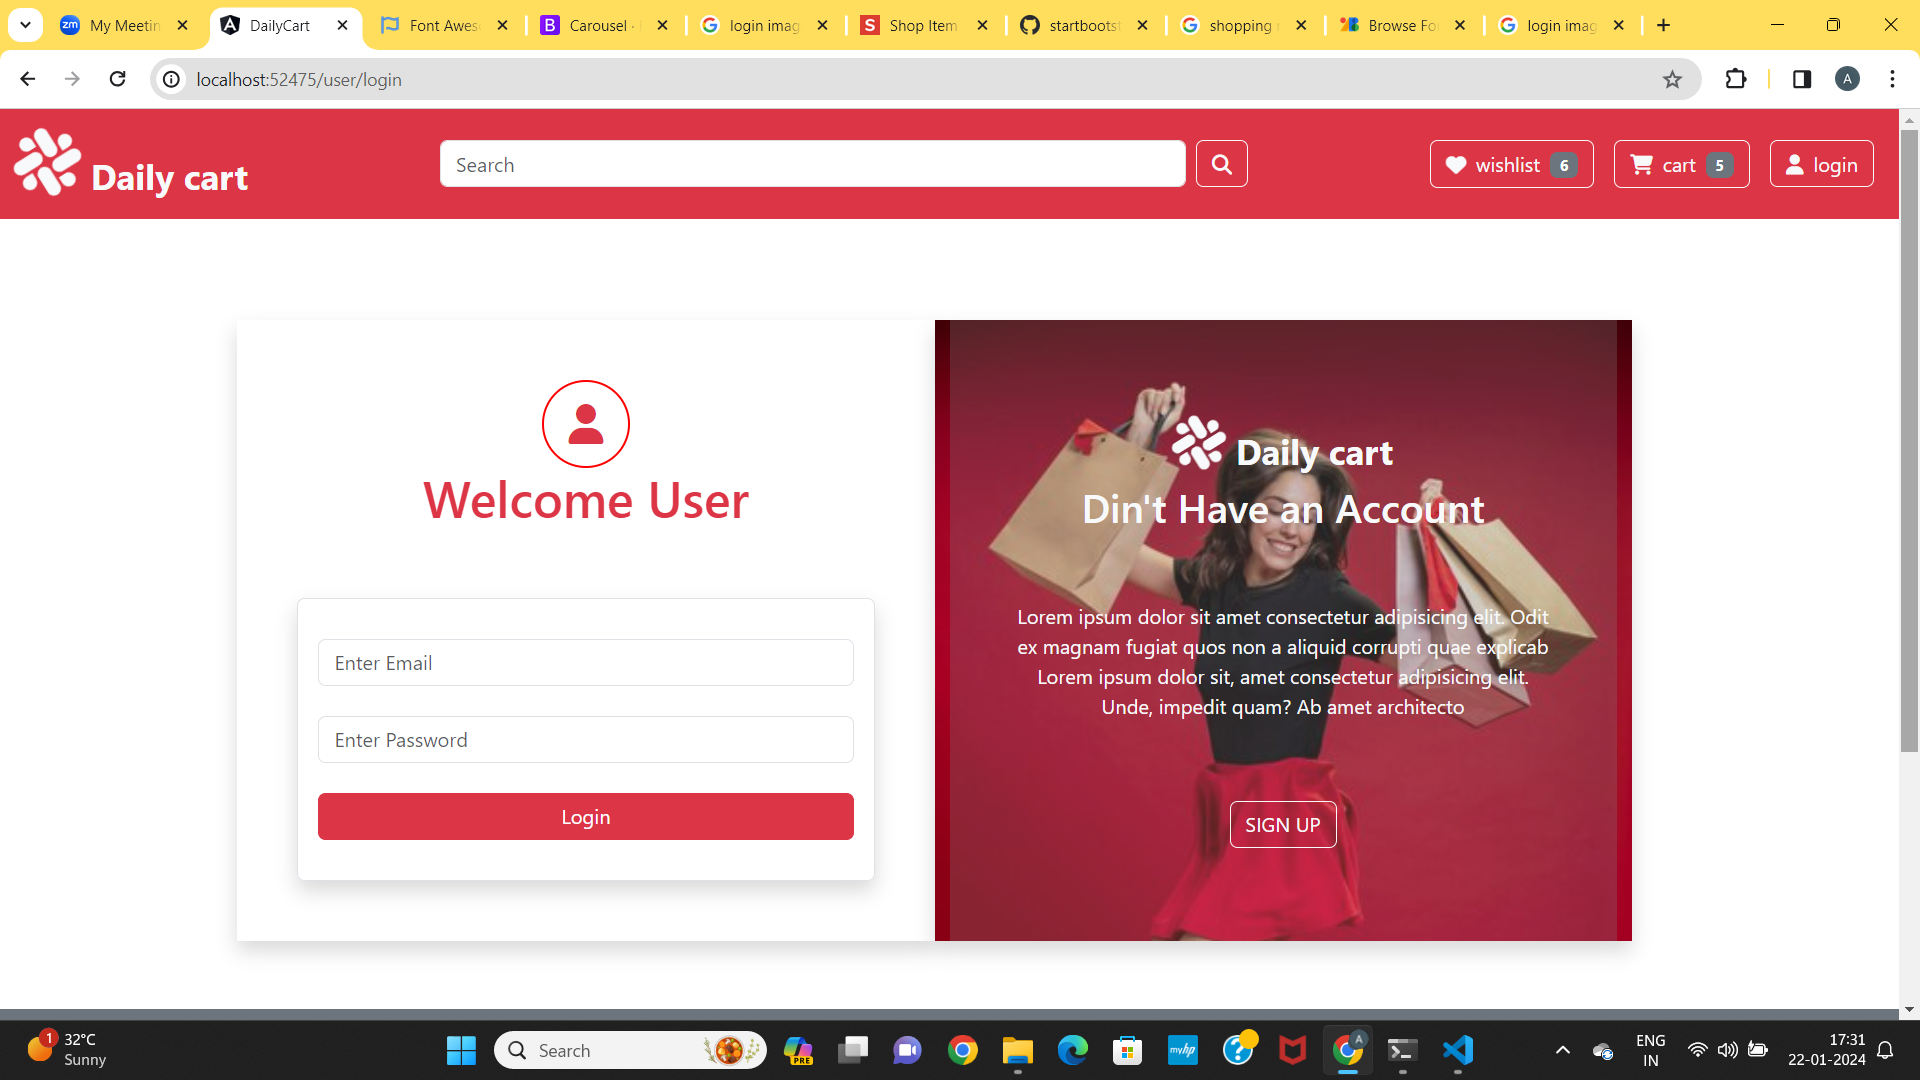 My Meetin
DailyCart
Font Awes
Carousel ·
login imag
Shop Item
startbootst
shopping
Browse Fo
login imag
localhost:52475/user/login
A
Daily cart
Search
wishlist 6
cart 5
login
Welcome User
Enter Email
Enter Password
Login
Daily cart
Din't Have an Account
Lorem ipsum dolor sit amet consectetur adipisicing elit. Odit
ex magnam fugiat quos non a aliquid corrupti quae explicab
Lorem ipsum dolor sit, amet consectetur adipisicing elit.
Unde, impedit quam? Ab amet architecto
SIGN UP
1
32°C
Sunny
Search
PRE
myhp
A
ENG
IN
17:31
22-01-2024